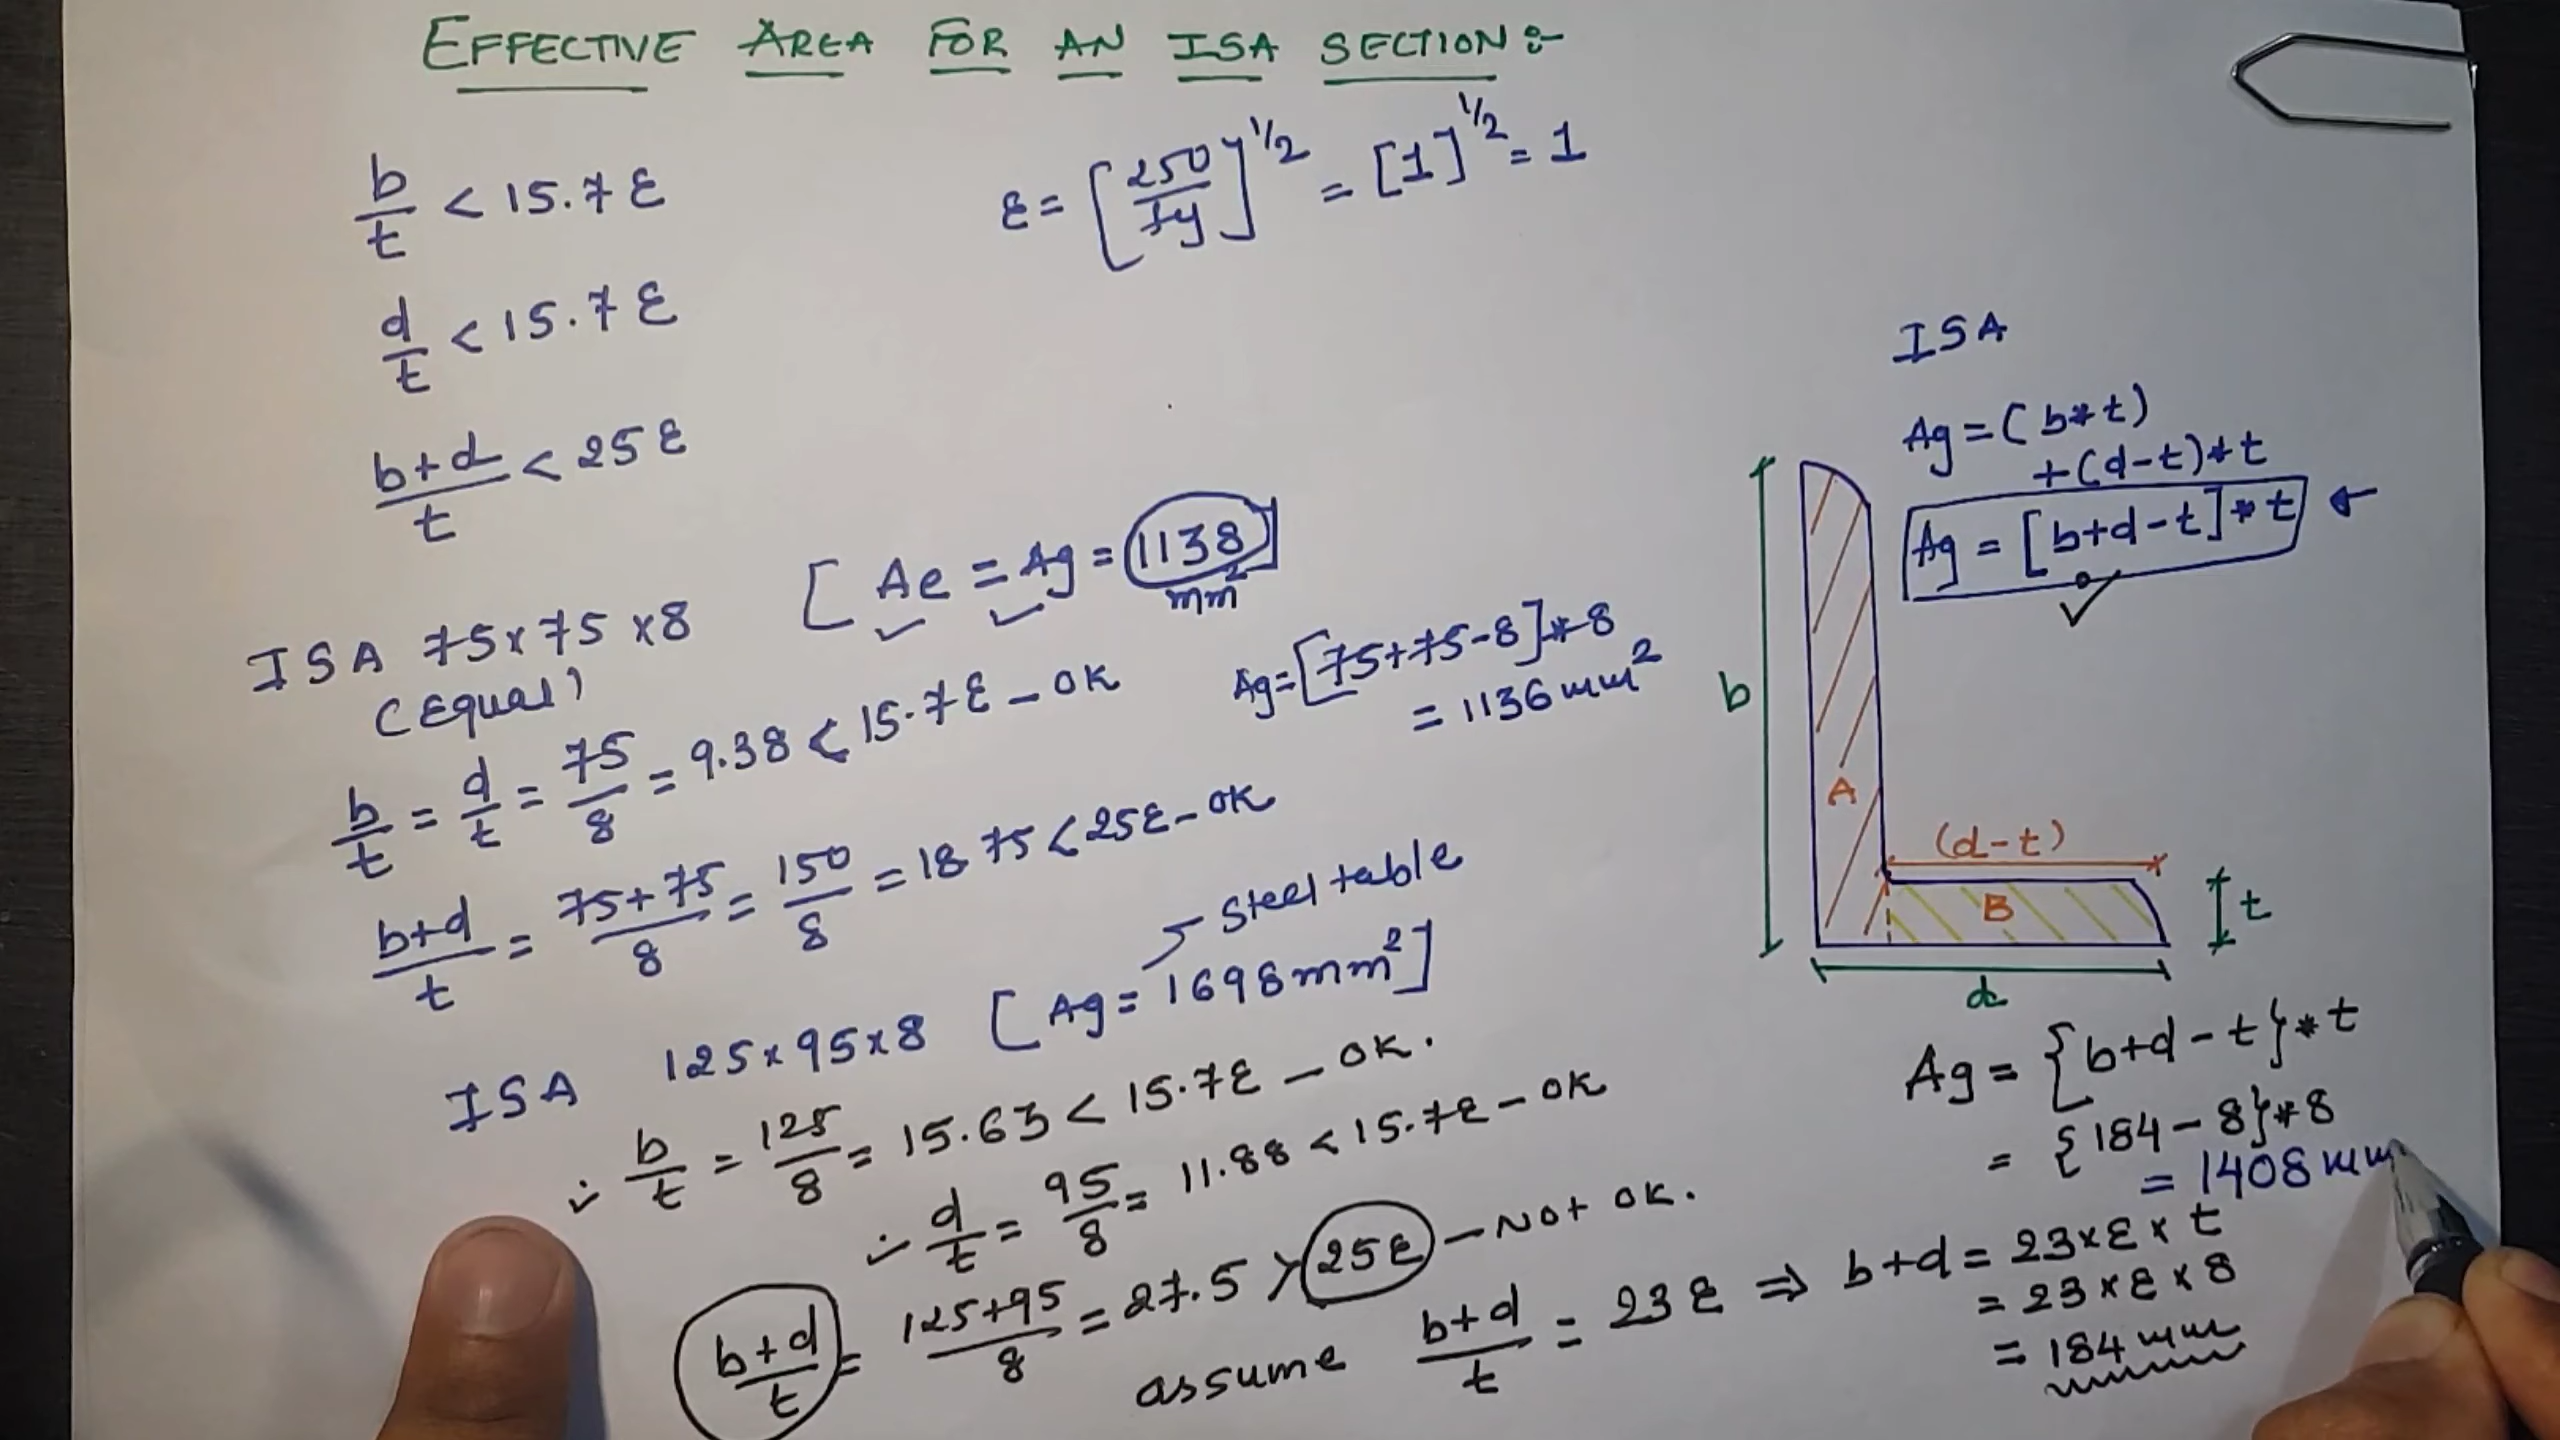 EFFECTIVE AREA FOR AN ISA SECTION:-
b/t < 15.7 ε
ε = [250/fy]^1/2 = [1]^1/2 = 1
d/t < 15.7 ε
b+d/t < 25 ε
ISA 75x75x8
(Equal)
[Ae = Ag = 1138]
mm²
Ag=[75+75-8]*8
= 1136 mm²
b/t = d/t = 75/8 = 9.38 < 15.7 ε - OK
b+d/t = 75+75/8 = 150/8 = 18 75 < 25 ε - OK
Steel table
ISA 125x95x8 [Ag = 1698 mm²]
b/t = 125/8 = 15.63 < 15.7 ε - OK.
d/t = 95/8 = 11.88 < 15.7 ε - OK
b+d/t = 125+95/8 = 27.5 > 25 ε - Not OK.
assume b+d/t = 23 ε ⇒ b+d = 23 x ε x t
= 23 x ε x 8
= 184 mm
ISA
Ag = (b*t)
+(d-t)*t
Ag = [b+d-t]*t
b
A
(d-t)
B
t
d
Ag = {b+d-t}*t
= {184-8}*8
= 1408 mm